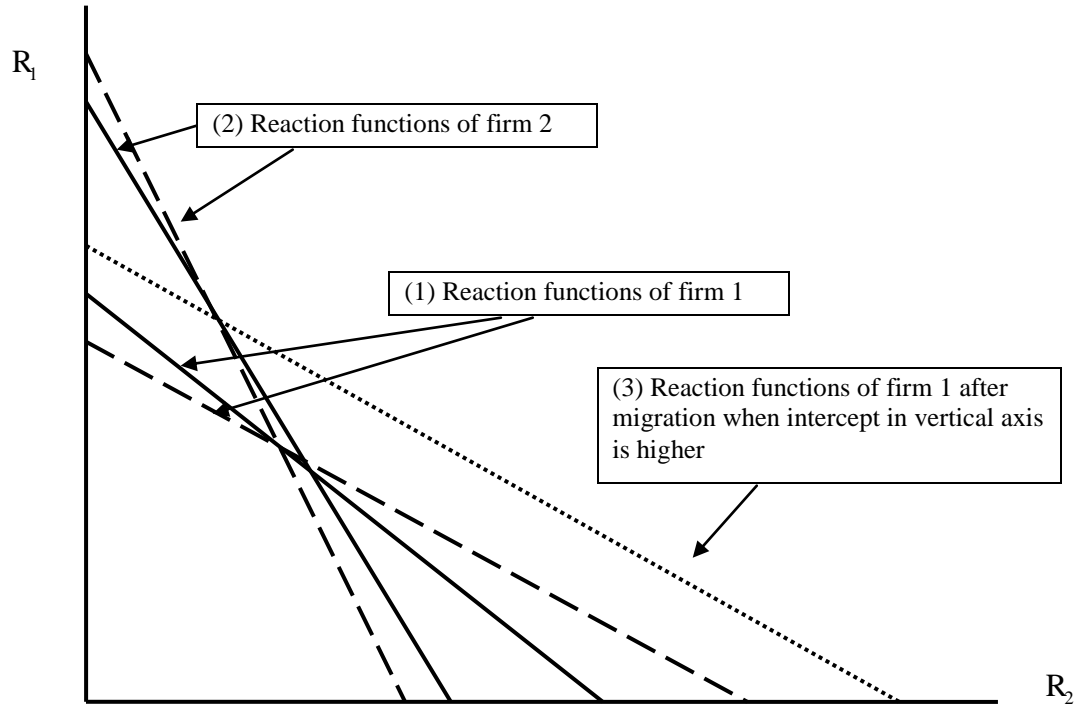 R₁
(2) Reaction functions of firm 2
(1) Reaction functions of firm 1
(3) Reaction functions of firm 1 after
migration when intercept in vertical axis
is higher
R₂